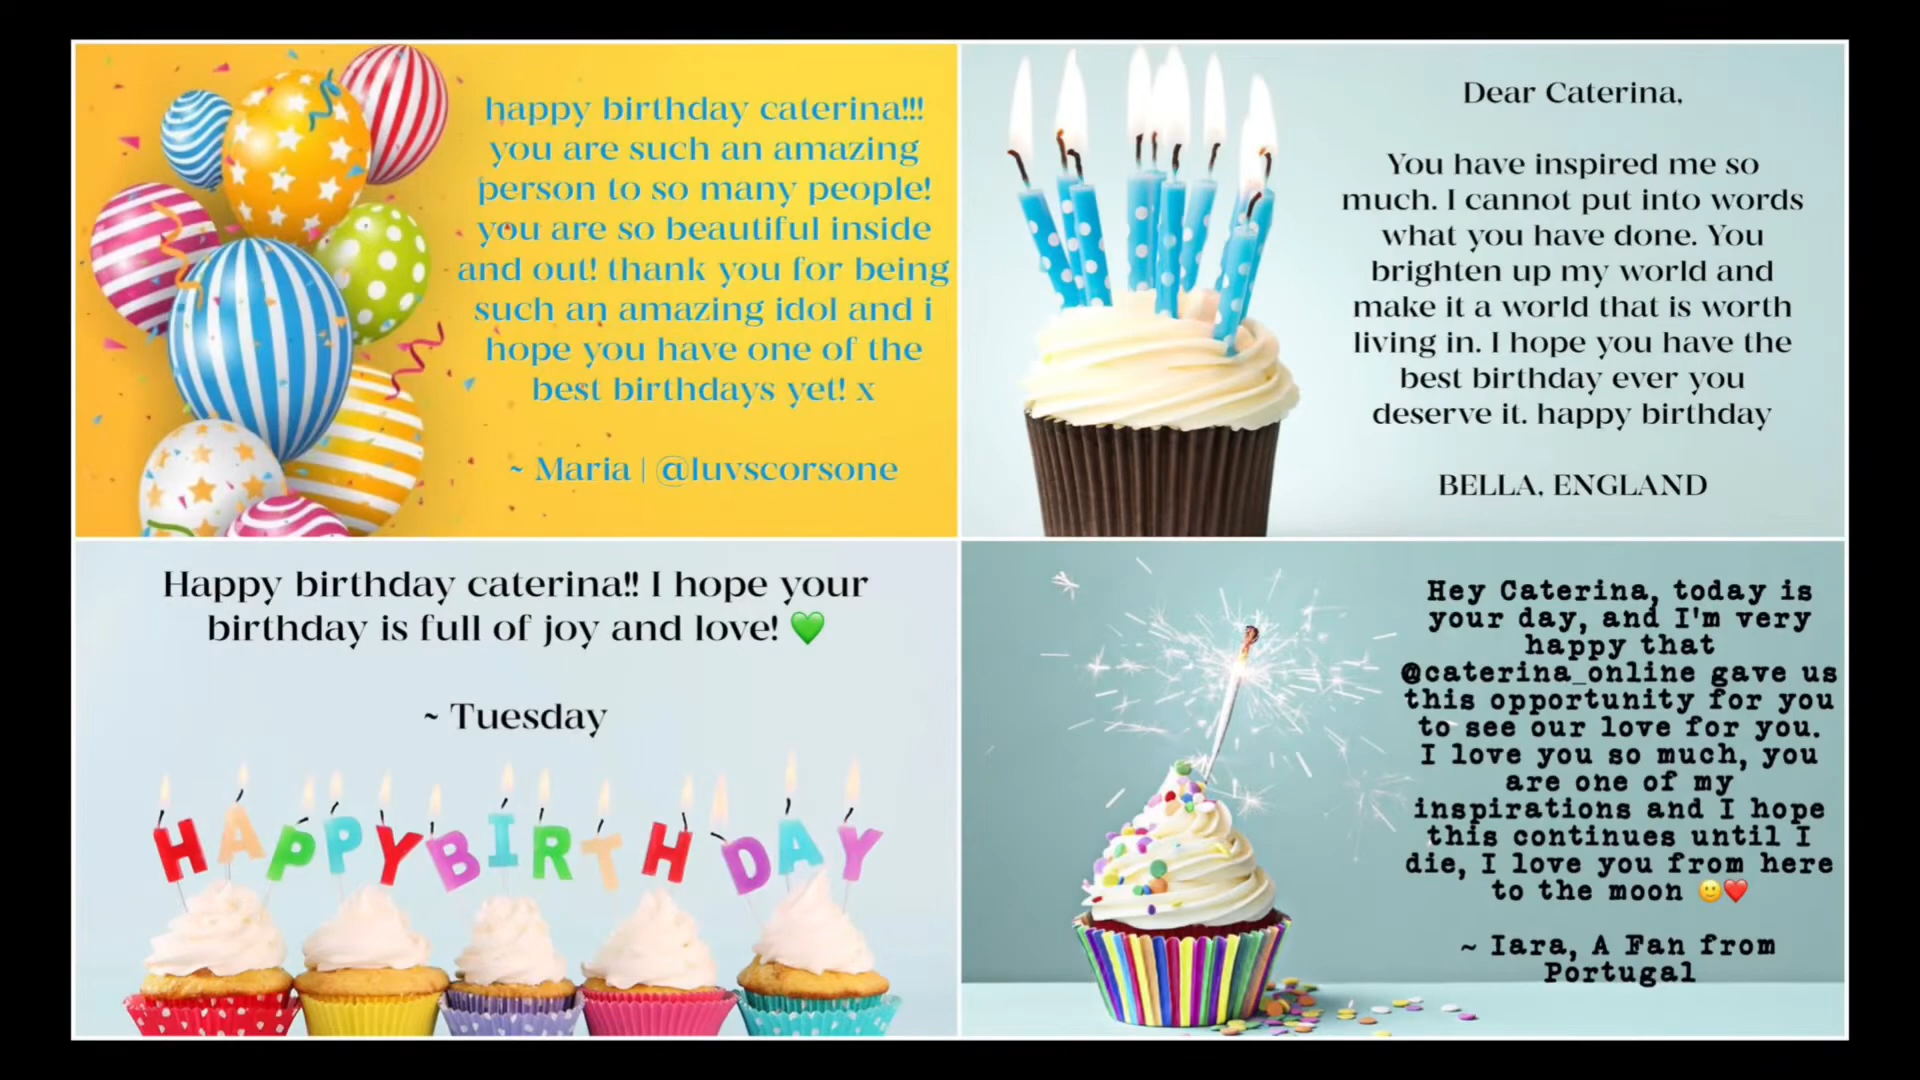 happy birthday caterina!!!
you are such an amazing
person to so many people!
you are so beautiful inside
and out! thank you for being
such an amazing idol and i
hope you have one of the
best birthdays yet! x
~ Maria | @luvscorsone
Dear Caterina,
You have inspired me so
much. I cannot put into words
what you have done. You
brighten up my world and
make it a world that is worth
living in. I hope you have the
best birthday ever you
deserve it. happy birthday
BELLA, ENGLAND
Happy birthday caterina!! I hope your
birthday is full of joy and love! 💚
~ Tuesday
HAPPY BIRTHDAY
Hey Caterina, today is
your day, and I'm very
happy that
@caterina_online gave us
this opportunity for you
to see our love for you.
I love you so much, you
are one of my
inspirations and I hope
this continues until I
die, I love you from here
to the moon 🙂❤️
~ Iara, A Fan from
Portugal